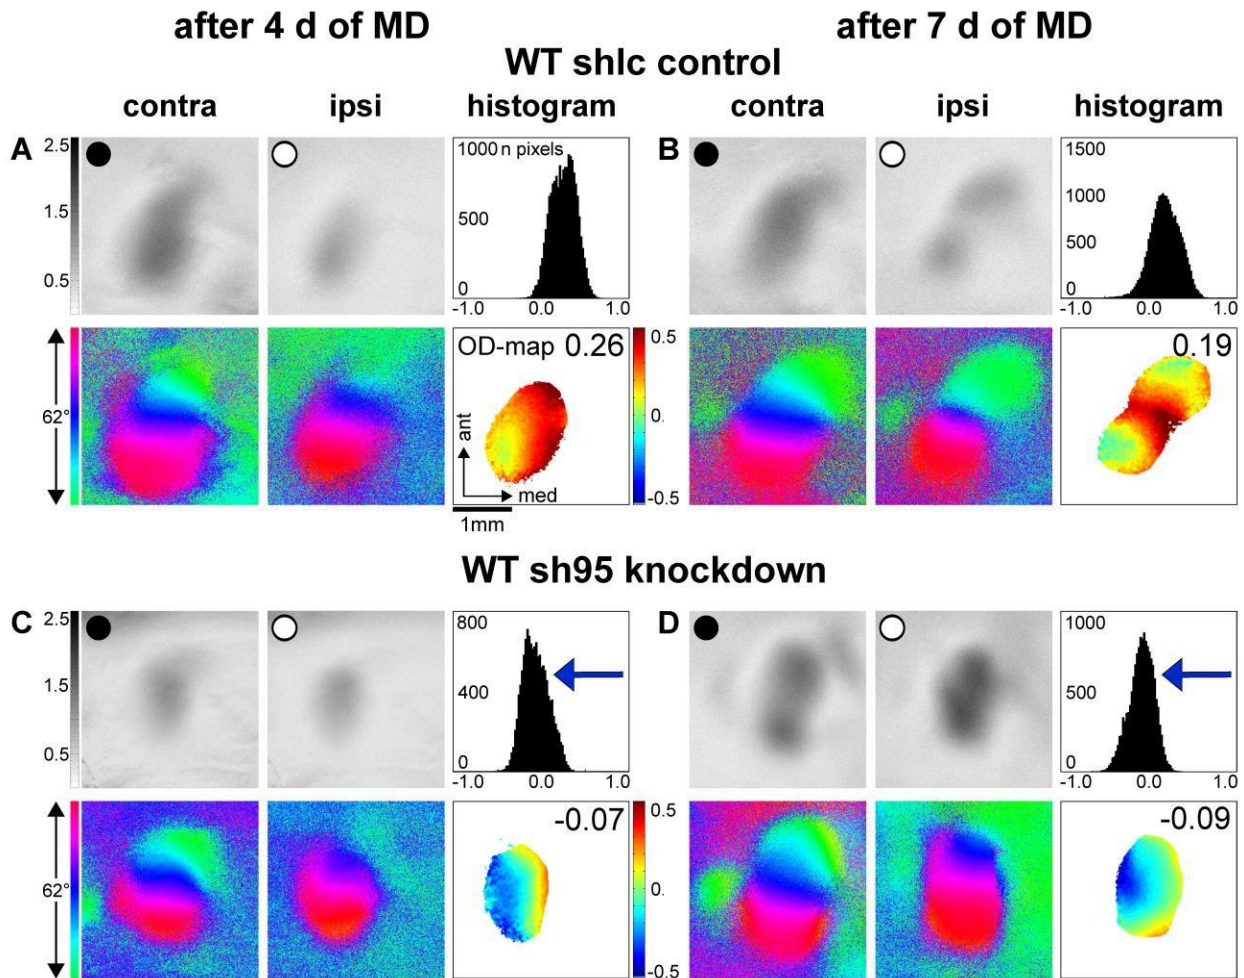 after 4 d of MD after 7 d of MD
WT shlc control
contra ipsi histogram contra ipsi histogram
A 2.5 1.5 0.5 1000 n pixels 500 0 -1.0 0.0 1.0 B 1500 1000 500 0 -1.0 0.0 1.0
62° OD-map 0.26 ant med 1mm 0.5 0. -0.5 0.19
WT sh95 knockdown
C 2.5 1.5 0.5 800 400 0 -1.0 0.0 1.0 D 1000 500 0 -1.0 0.0 1.0
62° -0.07 0.5 0. -0.5 -0.09